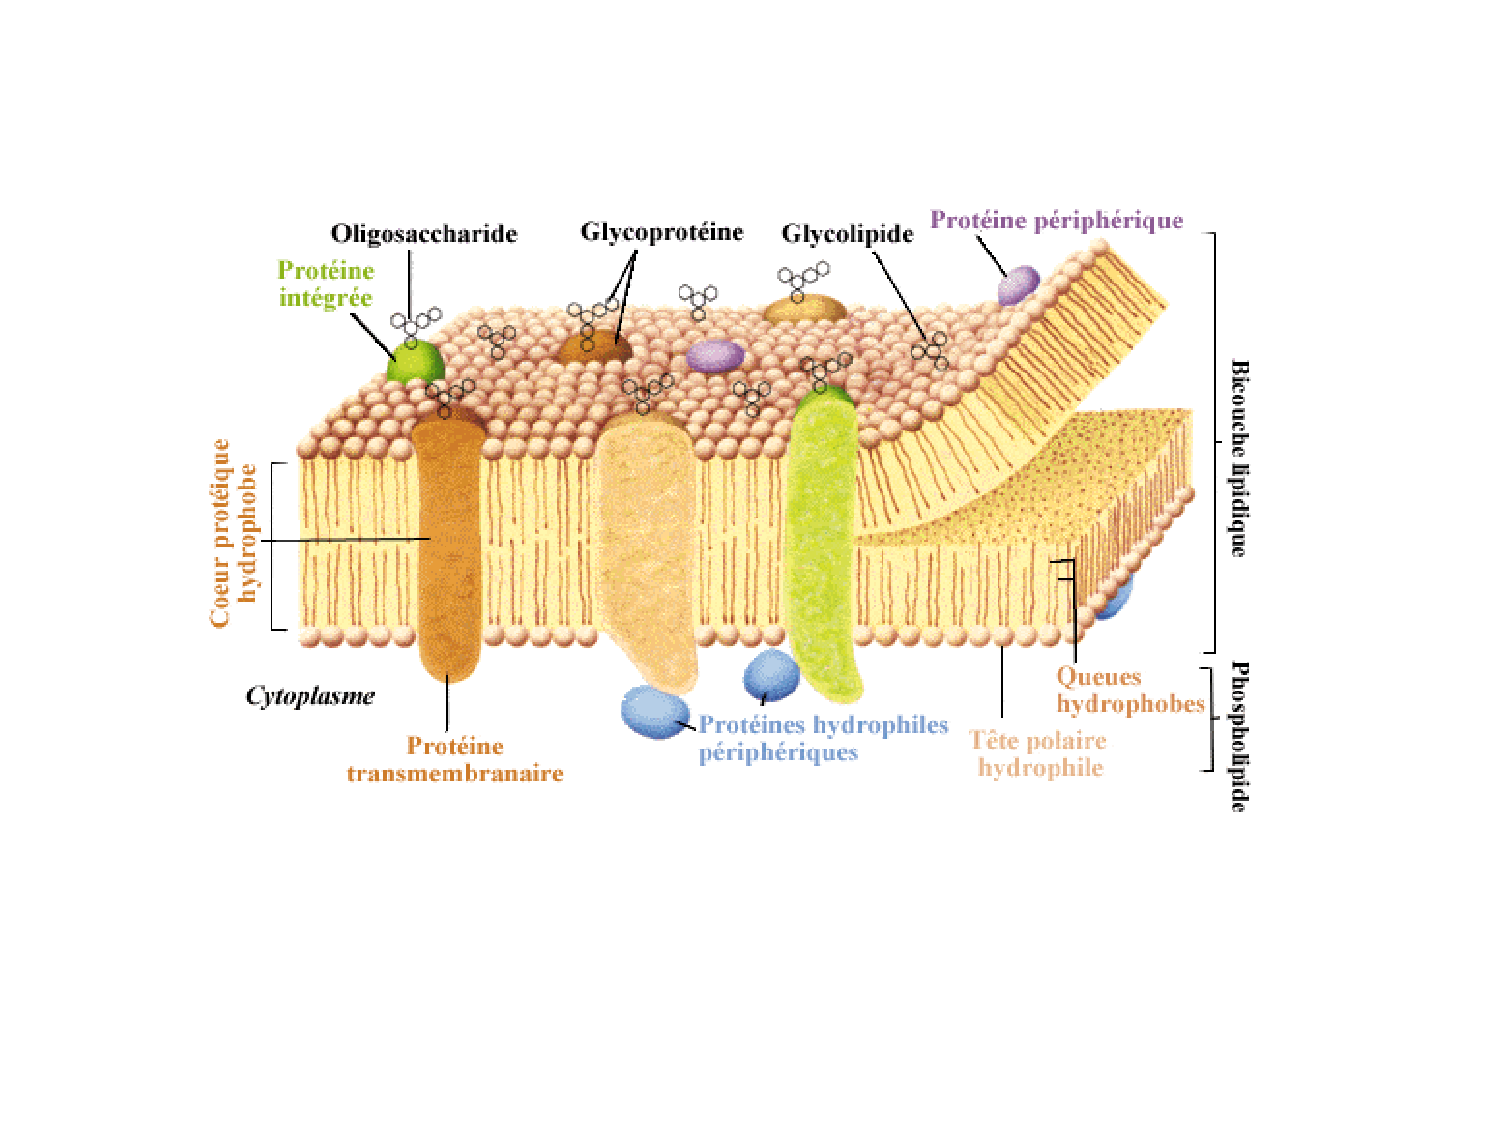 Oligosaccharide
Glycoprotéine
Glycolipide
Protéine périphérique
Protéine
intégrée
Coeur protéique
hydrophobe
Bicouche lipidique
Cytoplasme
Protéine
transmembranaire
Protéines hydrophiles
périphériques
Tête polaire
hydrophile
Queues
hydrophobes
Phospholipide